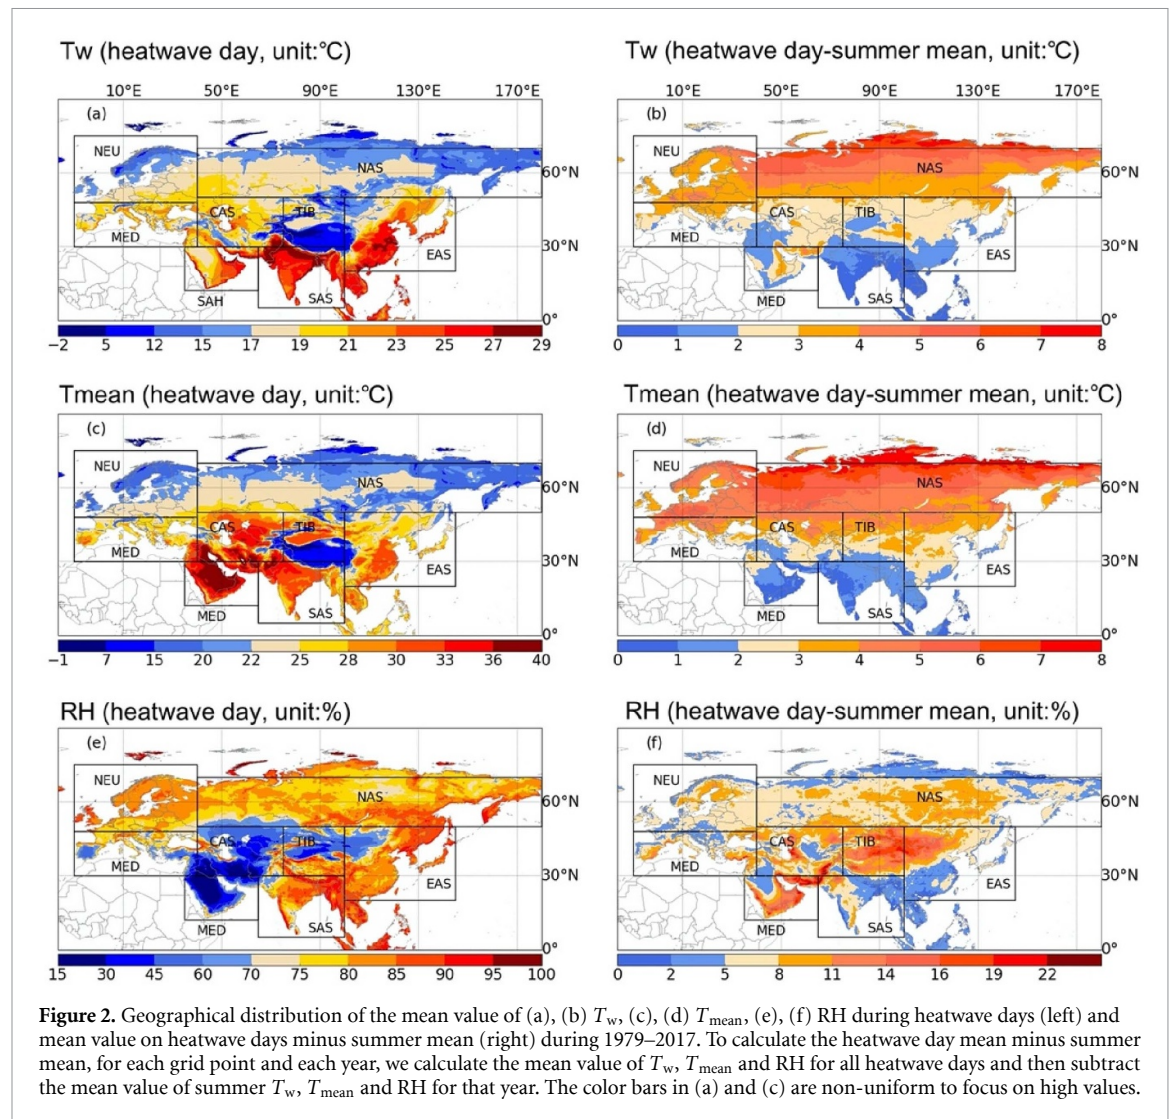 Tw (heatwave day, unit:℃)
Tw (heatwave day-summer mean, unit:℃)
10°E 50°E 90°E 130°E 170°E
10°E 50°E 90°E 130°E 170°E
(a)
NEU
NAS
60°N
CAS
TIB
MED
30°N
EAS
SAH
SAS
0°
−2 5 12 15 17 19 21 25 27 29
(b)
NEU
NAS
60°N
CAS
TIB
MED
30°N
EAS
MED
SAS
0°
0 1 2 3 4 5 6 7 8
Tmean (heatwave day, unit:℃)
Tmean (heatwave day-summer mean, unit:℃)
(c)
NEU
NAS
60°N
CAS
TIB
MED
30°N
EAS
MED
SAS
0°
−1 7 15 20 22 25 28 30 33 36 40
(d)
NEU
NAS
60°N
CAS
TIB
MED
30°N
EAS
MED
SAS
0°
0 1 2 3 4 5 6 7 8
RH (heatwave day, unit:%)
RH (heatwave day-summer mean, unit:%)
(e)
NEU
NAS
60°N
CAS
TIB
MED
30°N
EAS
MED
SAS
0°
15 30 45 60 70 75 80 85 90 95 100
(f)
NEU
NAS
60°N
CAS
TIB
MED
30°N
EAS
MED
SAS
0°
0 2 5 8 11 14 16 19 22
Figure 2. Geographical distribution of the mean value of (a), (b) Tw, (c), (d) Tmean, (e), (f) RH during heatwave days (left) and
mean value on heatwave days minus summer mean (right) during 1979–2017. To calculate the heatwave day mean minus summer
mean, for each grid point and each year, we calculate the mean value of Tw, Tmean and RH for all heatwave days and then subtract
the mean value of summer Tw, Tmean and RH for that year. The color bars in (a) and (c) are non-uniform to focus on high values.